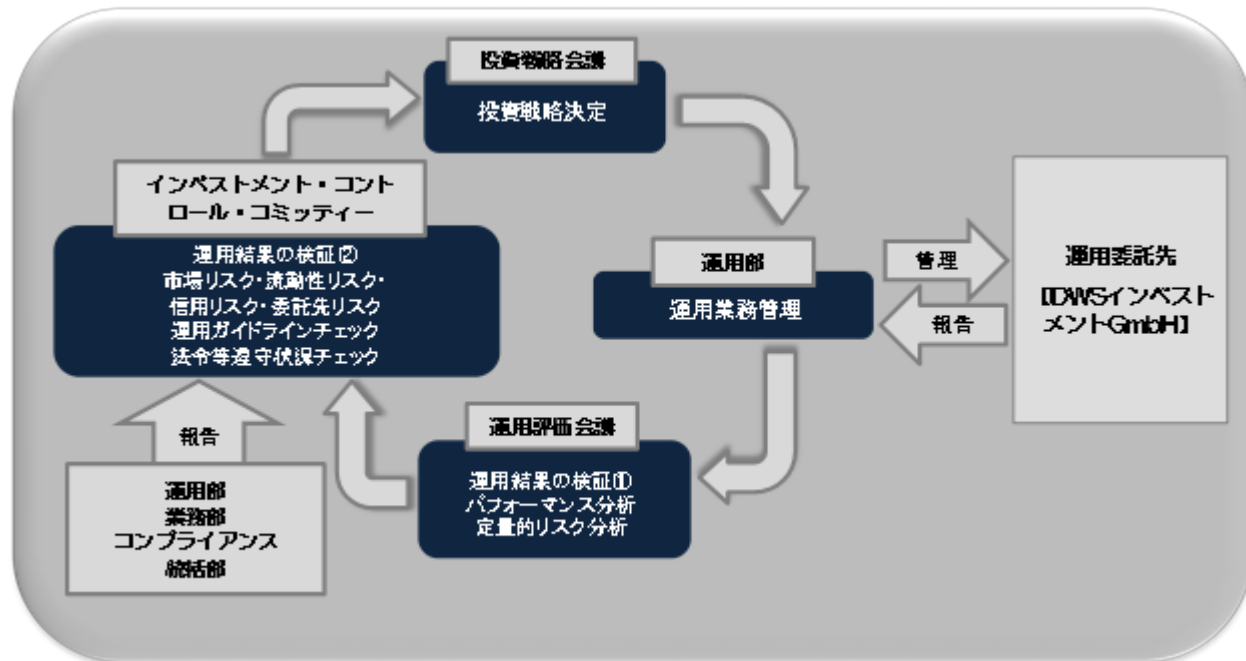 投資戦略会議
投資戦略決定
インベストメント・コント
ロール・コミッティー
運用結果の検証②
市場リスク・流動性リスク・
信用リスク・委託先リスク
運用ガイドラインチェック
法令等遵守状況チェック
運用部
運用業務管理
管理
報告
運用委託先
【DWSインベスト
メントGmbH】
運用評価会議
運用結果の検証①
パフォーマンス分析
定量的リスク分析
報告
運用部
業務部
コンプライアンス
統括部